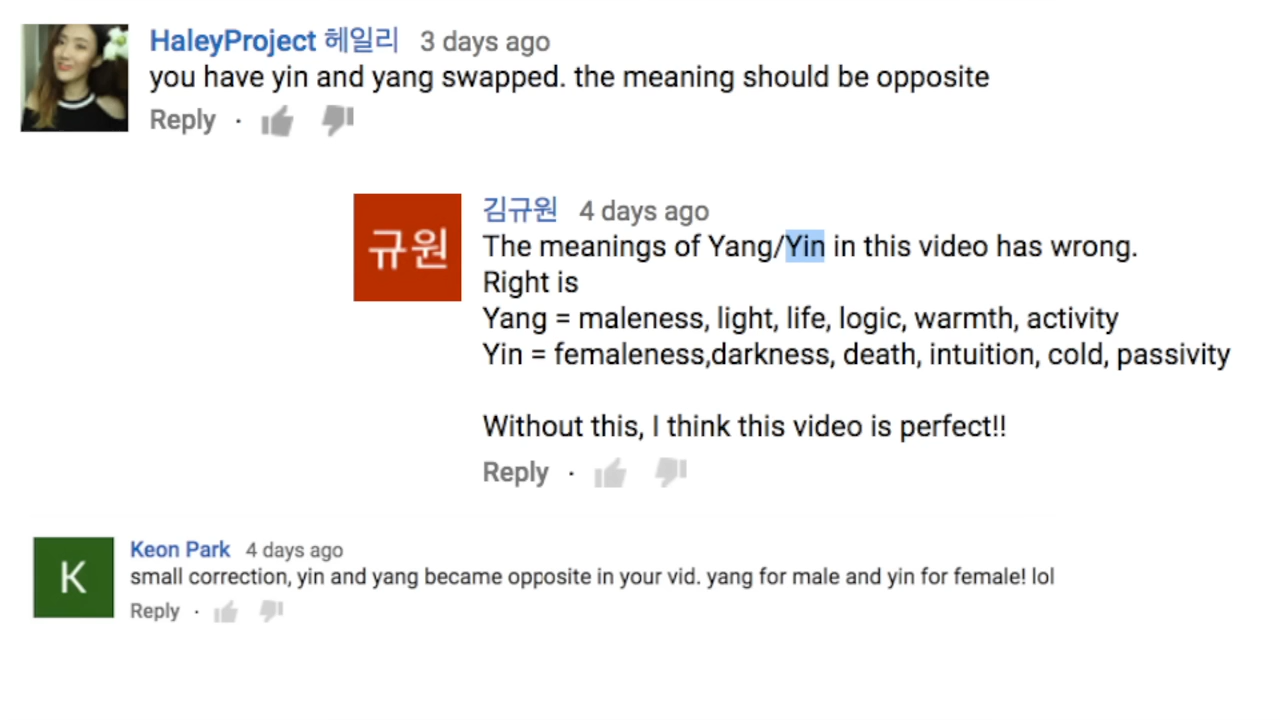 HaleyProject 헤일리 3 days ago
you have yin and yang swapped. the meaning should be opposite
Reply ·
규원
김규원 4 days ago
The meanings of Yang/Yin in this video has wrong.
Right is
Yang = maleness, light, life, logic, warmth, activity
Yin = femaleness,darkness, death, intuition, cold, passivity
Without this, I think this video is perfect!!
Reply ·
K
Keon Park 4 days ago
small correction, yin and yang became opposite in your vid. yang for male and yin for female! lol
Reply ·